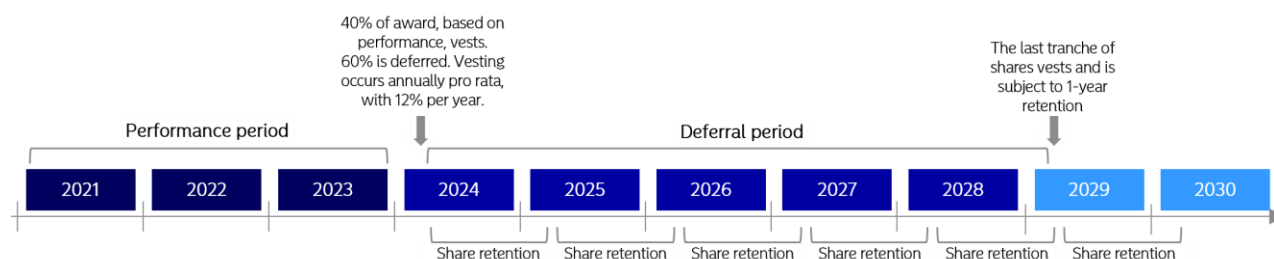 40% of award, based on
performance, vests.
60% is deferred. Vesting
occurs annually pro rata,
with 12% per year.
The last tranche of
shares vests and is
subject to 1-year
retention
Performance period
Deferral period
2021
2022
2023
2024
2025
2026
2027
2028
2029
2030
Share retention
Share retention
Share retention
Share retention
Share retention
Share retention